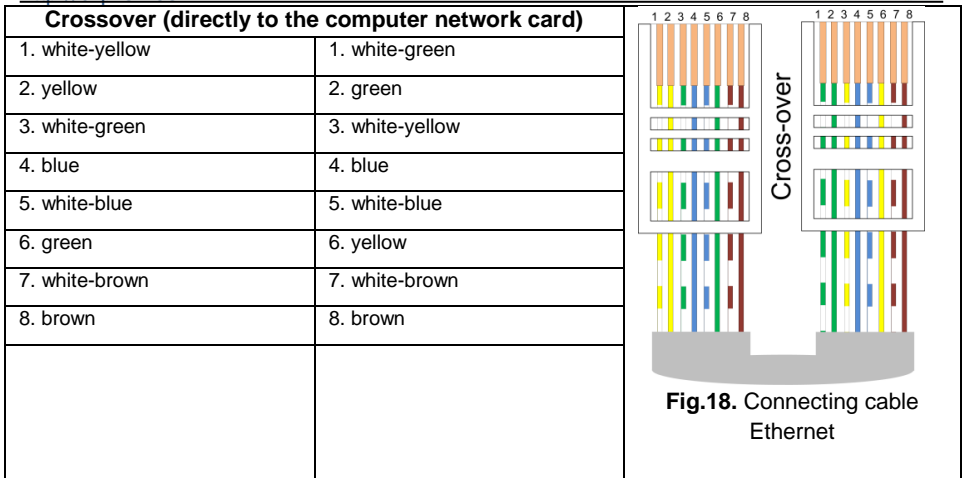 Crossover (directly to the computer network card)
1. white-yellow 1. white-green
2. yellow 2. green
3. white-green 3. white-yellow
4. blue 4. blue
5. white-blue 5. white-blue
6. green 6. yellow
7. white-brown 7. white-brown
8. brown 8. brown
1 2 3 4 5 6 7 8
1 2 3 4 5 6 7 8
Cross-over
Fig.18. Connecting cable
Ethernet